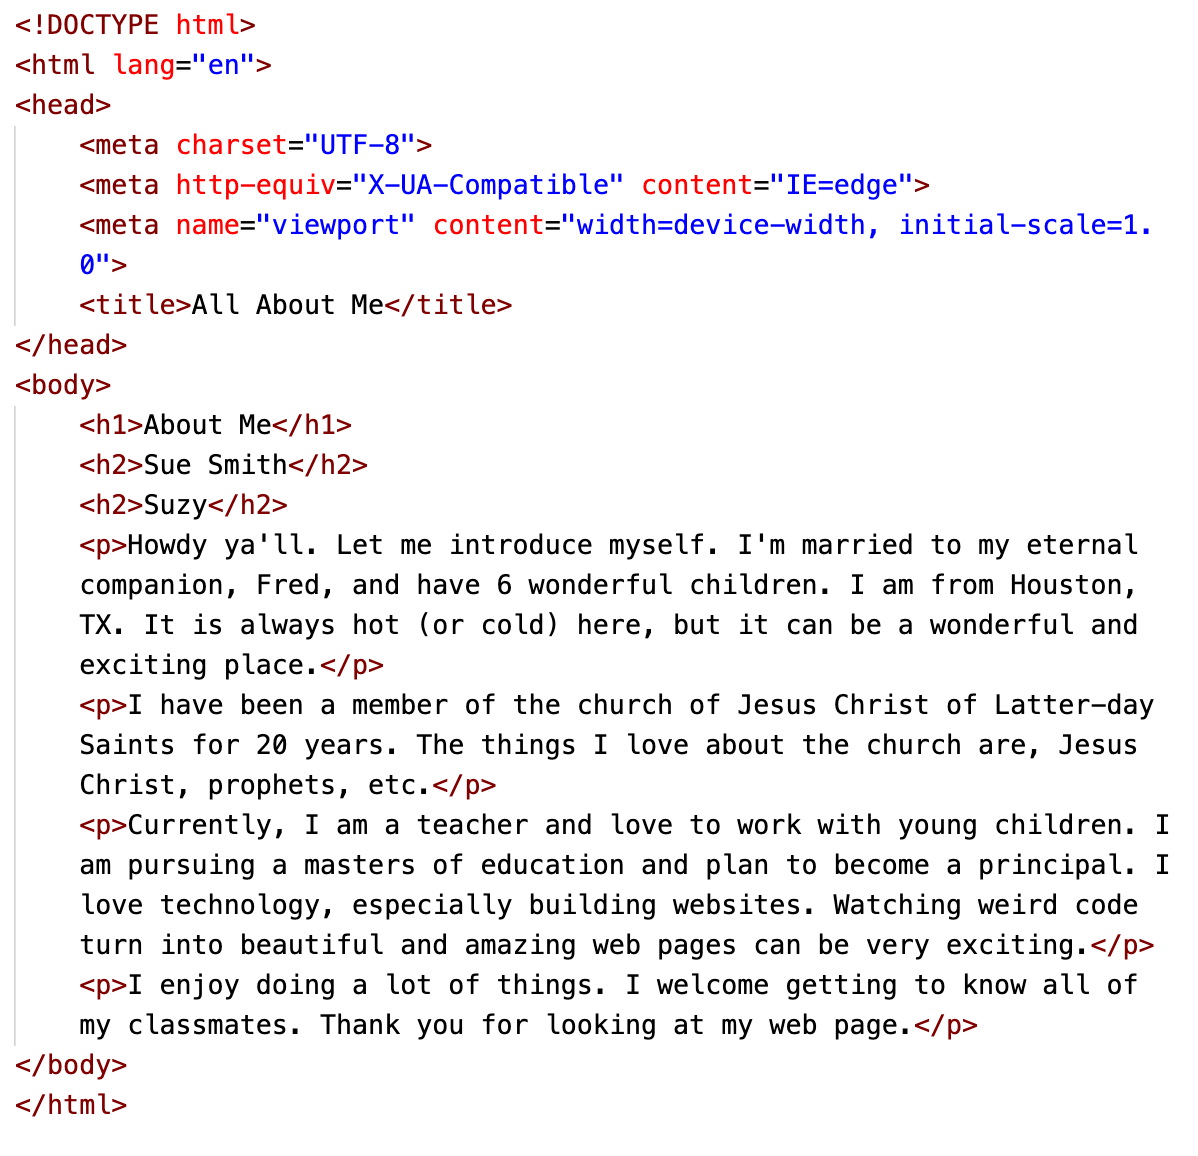 <!DOCTYPE html>
<html lang="en">
<head>
<meta charset="UTF-8">
<meta http-equiv="X-UA-Compatible" content="IE=edge">
<meta name="viewport" content="width=device-width, initial-scale=1.
0">
<title>All About Me</title>
</head>
<body>
<h1>About Me</h1>
<h2>Sue Smith</h2>
<h2>Suzy</h2>
<p>Howdy ya'll. Let me introduce myself. I'm married to my eternal
companion, Fred, and have 6 wonderful children. I am from Houston,
TX. It is always hot (or cold) here, but it can be a wonderful and
exciting place.</p>
<p>I have been a member of the church of Jesus Christ of Latter-day
Saints for 20 years. The things I love about the church are, Jesus
Christ, prophets, etc.</p>
<p>Currently, I am a teacher and love to work with young children. I
am pursuing a masters of education and plan to become a principal. I
love technology, especially building websites. Watching weird code
turn into beautiful and amazing web pages can be very exciting.</p>
<p>I enjoy doing a lot of things. I welcome getting to know all of
my classmates. Thank you for looking at my web page.</p>
</body>
</html>